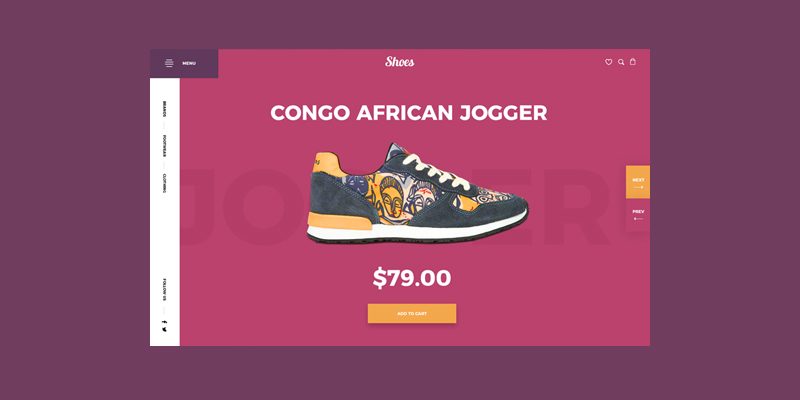 MENU
Shoes
BRANDS
FOOTWEAR
CLOTHING
CONGO AFRICAN JOGGER
JOGGER
NEXT
PREV
$79.00
ADD TO CART
FOLLOW US